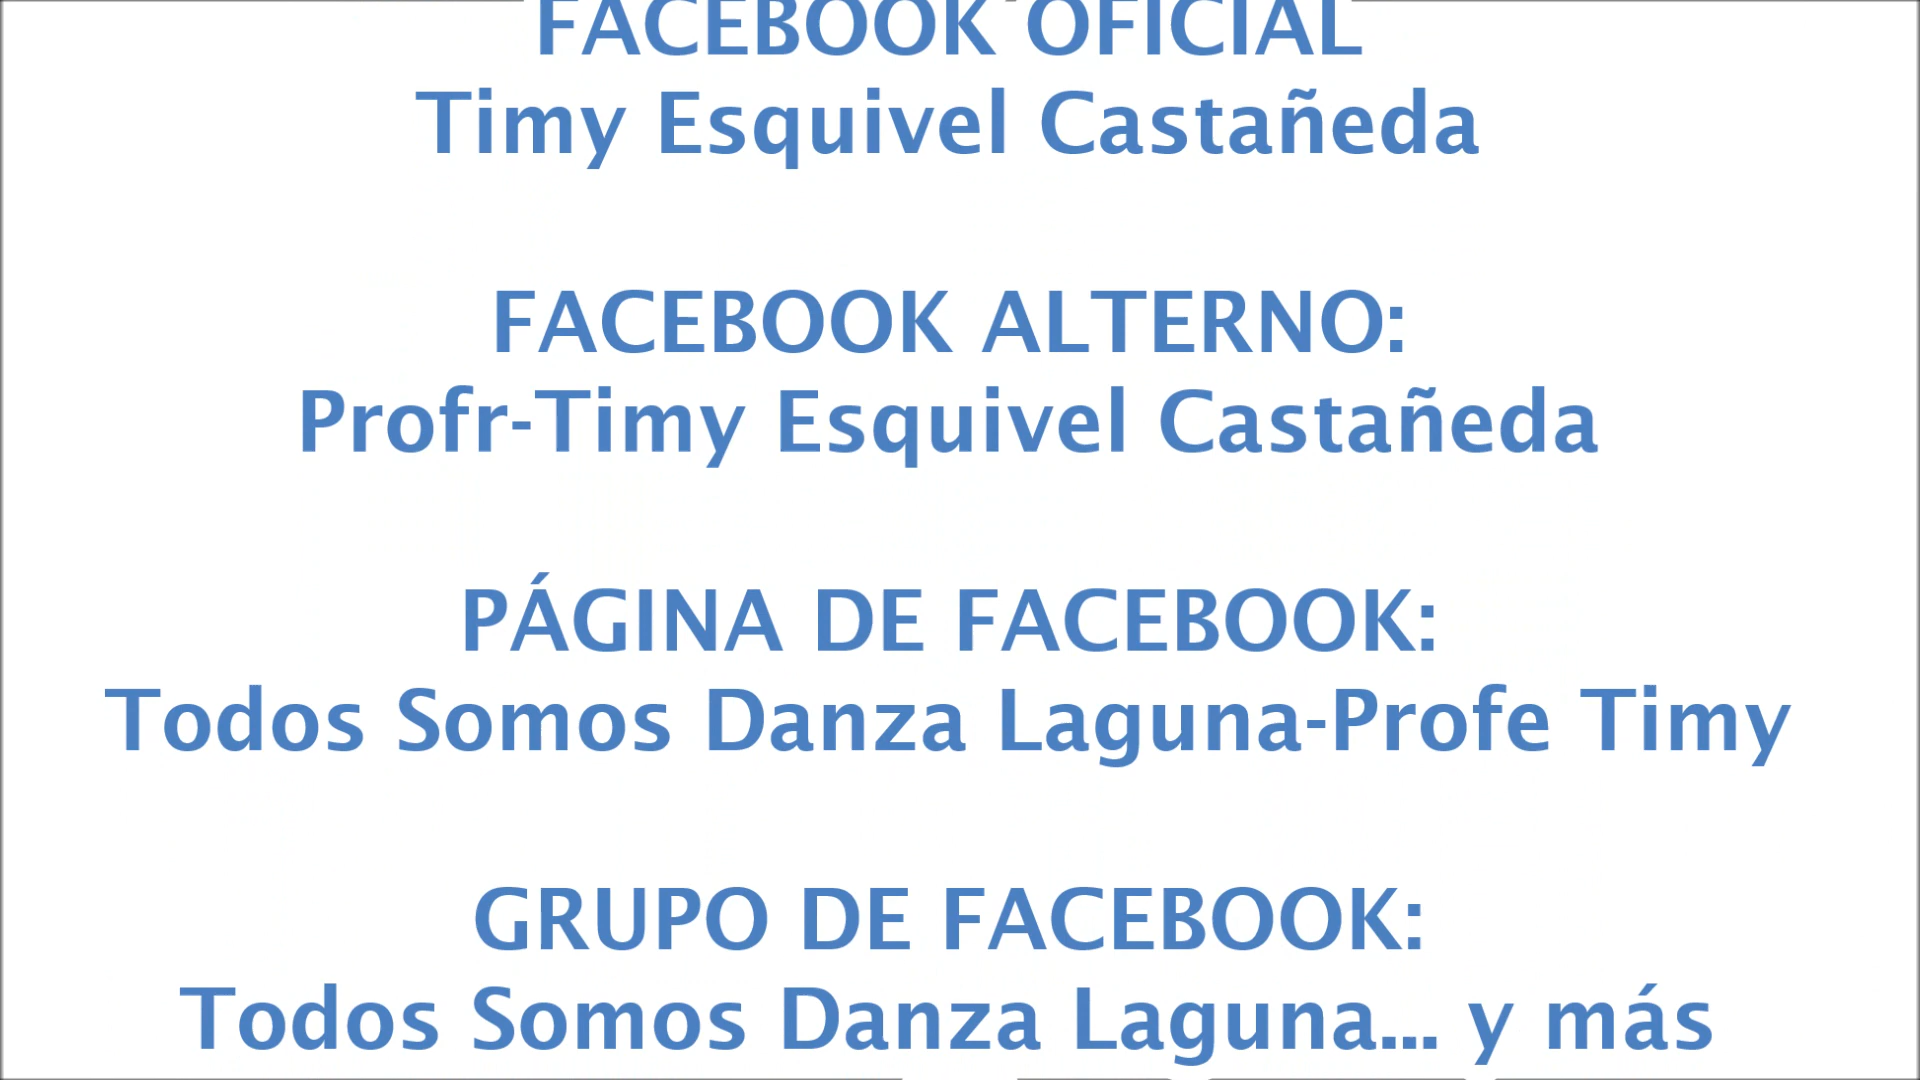 FACEBOOK OFICIAL
Timy Esquivel Castañeda
FACEBOOK ALTERNO:
Profr-Timy Esquivel Castañeda
PÁGINA DE FACEBOOK:
Todos Somos Danza Laguna-Profe Timy
GRUPO DE FACEBOOK:
Todos Somos Danza Laguna... y más